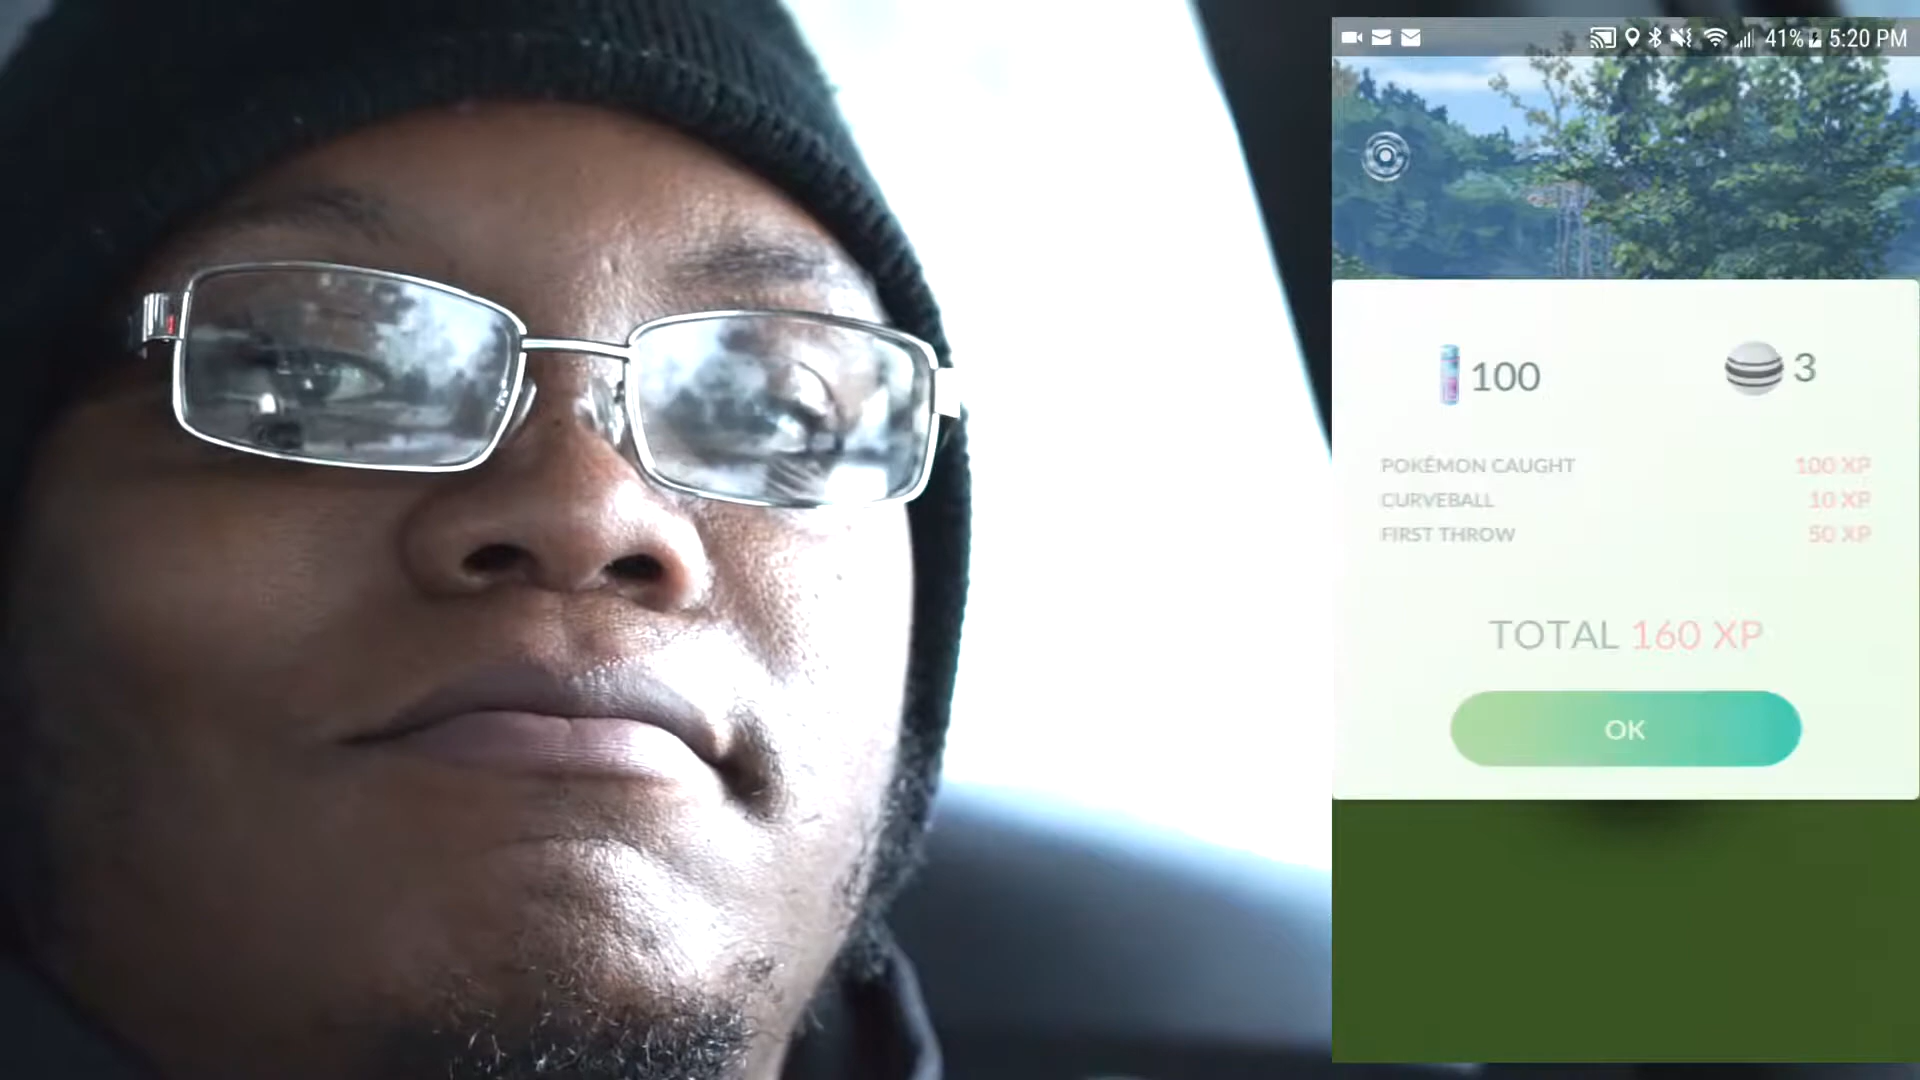 41% 5:20 PM
100 3
POKÉMON CAUGHT 100 XP
CURVEBALL 10 XP
FIRST THROW 50 XP
TOTAL 160 XP
OK